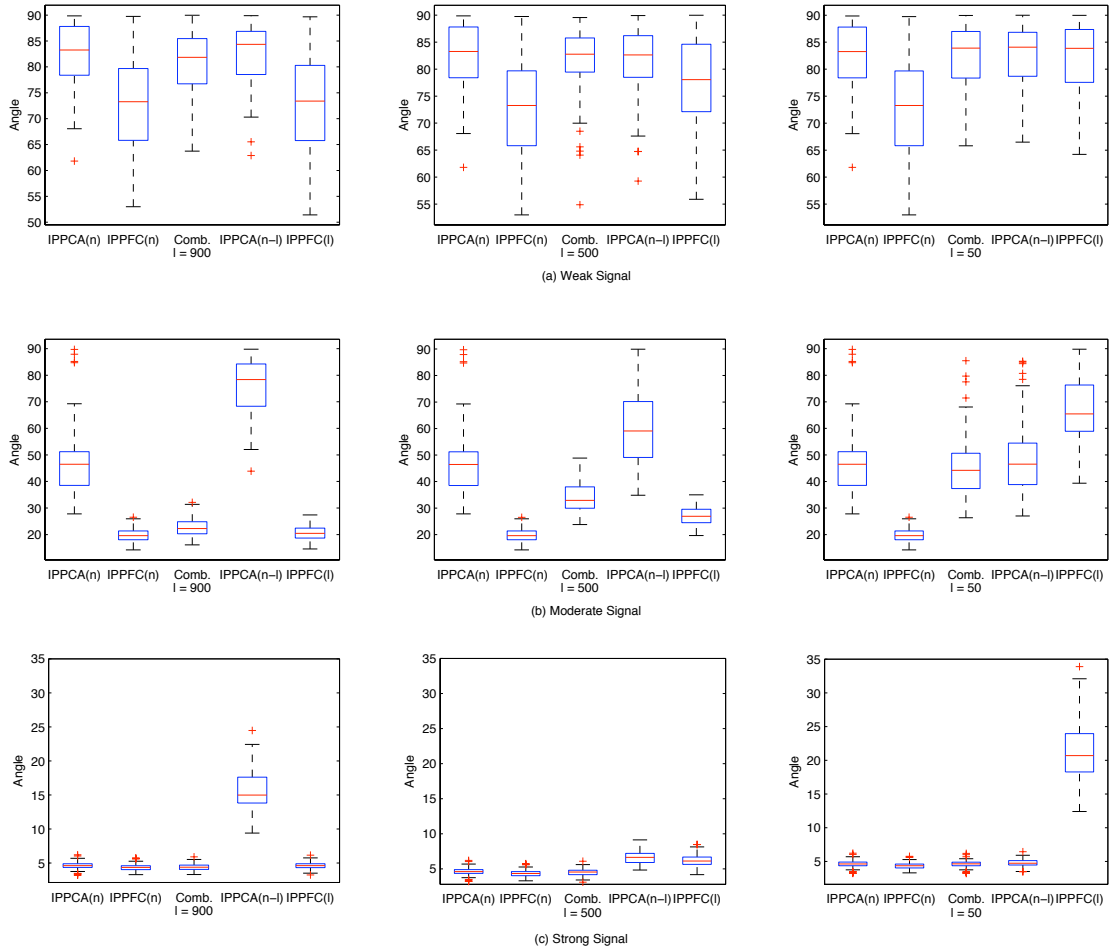 90
85
80
75
70
65
60
55
50
Angle
IPPCA(n) IPPFC(n) Comb. IPPCA(n−l) IPPFC(l)
l = 900
90
85
80
75
70
65
60
55
Angle
IPPCA(n) IPPFC(n) Comb. IPPCA(n−l) IPPFC(l)
l = 500
90
85
80
75
70
65
60
55
Angle
IPPCA(n) IPPFC(n) Comb. IPPCA(n−l) IPPFC(l)
l = 50
(a) Weak Signal
90
80
70
60
50
40
30
20
Angle
IPPCA(n) IPPFC(n) Comb. IPPCA(n−l) IPPFC(l)
l = 900
90
80
70
60
50
40
30
20
Angle
IPPCA(n) IPPFC(n) Comb. IPPCA(n−l) IPPFC(l)
l = 500
90
80
70
60
50
40
30
20
Angle
IPPCA(n) IPPFC(n) Comb. IPPCA(n−l) IPPFC(l)
l = 50
(b) Moderate Signal
35
30
25
20
15
10
5
Angle
IPPCA(n) IPPFC(n) Comb. IPPCA(n−l) IPPFC(l)
l = 900
35
30
25
20
15
10
5
Angle
IPPCA(n) IPPFC(n) Comb. IPPCA(n−l) IPPFC(l)
l = 500
35
30
25
20
15
10
5
Angle
IPPCA(n) IPPFC(n) Comb. IPPCA(n−l) IPPFC(l)
l = 50
(c) Strong Signal